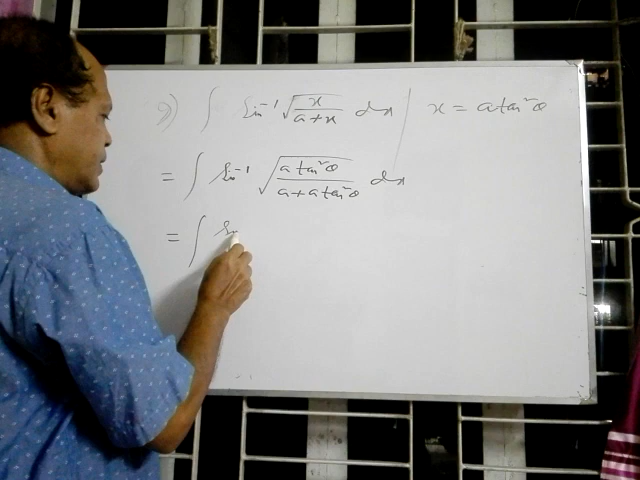 9) ∫ sin⁻¹ √(x/(a+x)) dx | x = a tan²θ
= ∫ sin⁻¹ √((a tan²θ)/(a + a tan²θ)) dx
= ∫ sin